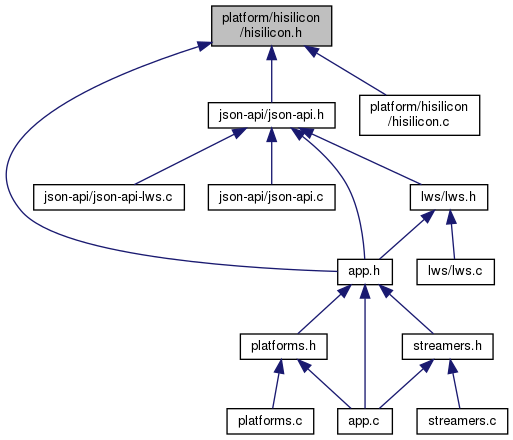 platform/hisilicon
/hisilicon.h
json-api/json-api.h
platform/hisilicon
/hisilicon.c
json-api/json-api-lws.c
json-api/json-api.c
lws/lws.h
app.h
lws/lws.c
platforms.h
streamers.h
platforms.c
app.c
streamers.c